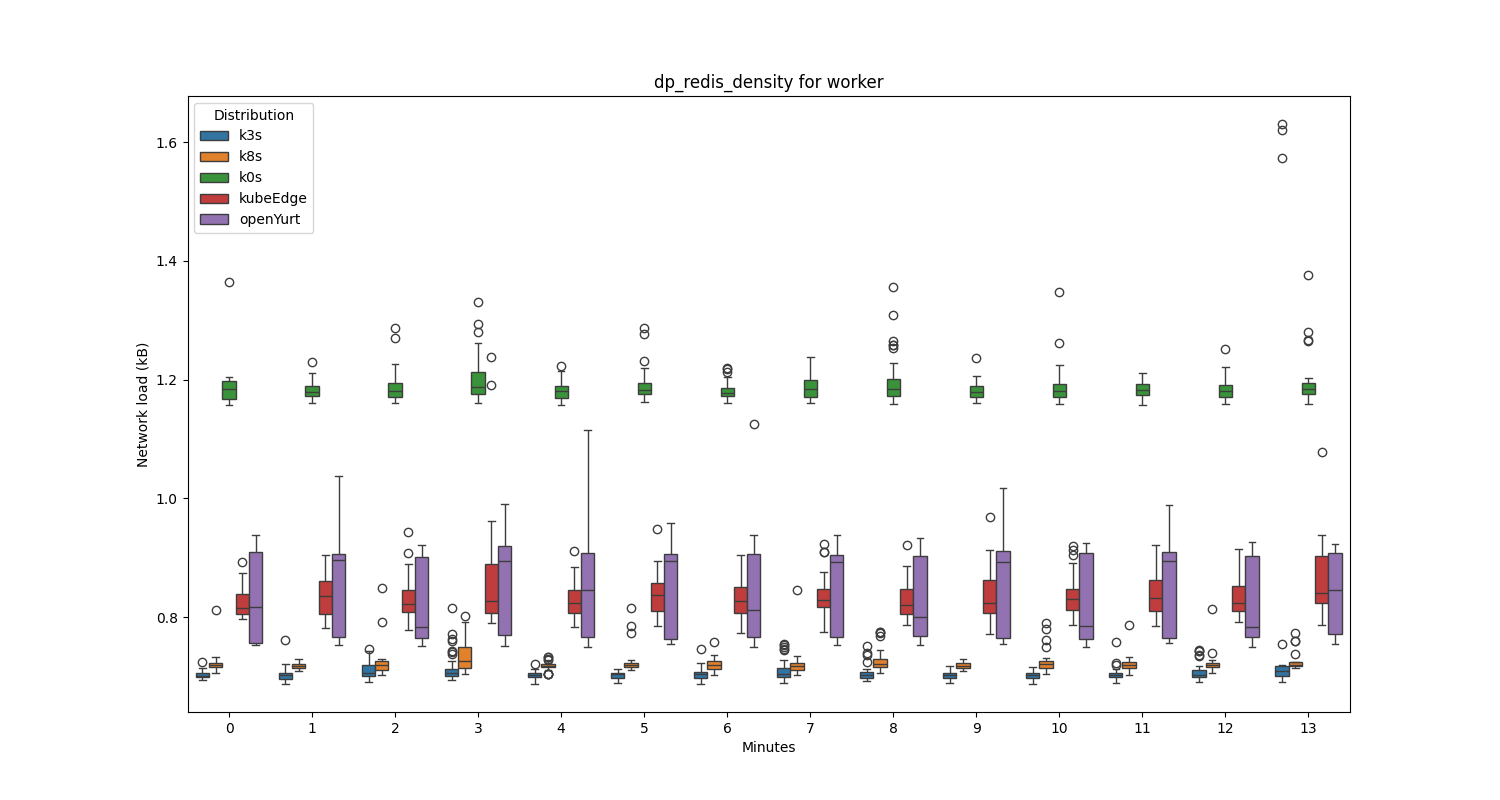 dp_redis_density for worker
Distribution
k3s
k8s
k0s
kubeEdge
openYurt
Network load (kB)
1.6
1.4
1.2
1.0
0.8
0 1 2 3 4 5 6 7 8 9 10 11 12 13
Minutes